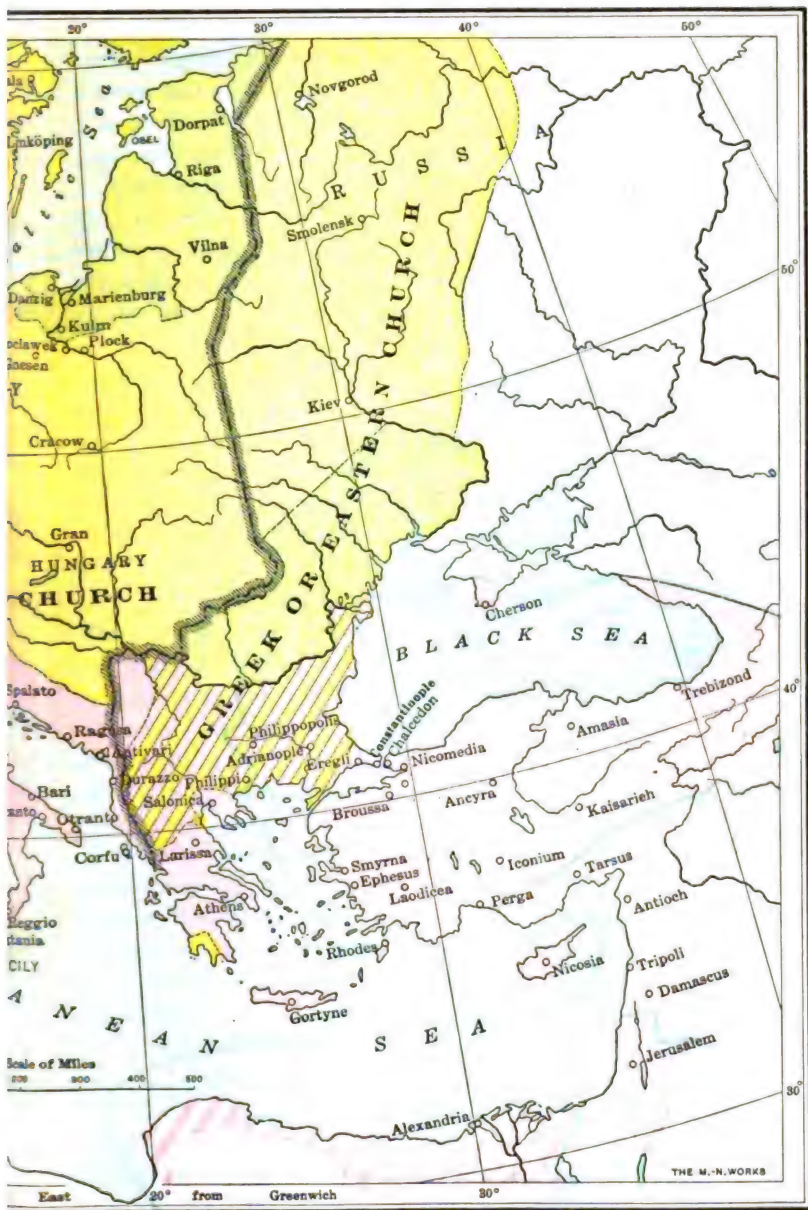 20° 30° 40° 50°
Novgorod
Dorpat
Linköping
OSEL
Sea
Riga
R U S S I A
Smolensk
Vilna
50°
Danzig
Marienburg
Kulm
Plock
Kiev
Cracow
GREEK OR EASTERN CHURCH
Gran
HUNGARY
CHURCH
Cherson
BLACK SEA
Spalato
Trebizond
40°
Constantinople
Chalcedon
Amasia
Ragusa
Philippopolis
Antivari
Adrianople
Eregli
Nicomedia
Durazzo
Philippi
Bari
Salonica
Broussa
Ancyra
Kaisarieh
Otranto
Corfu
Larissa
Smyrna
Iconium
Tarsus
Ephesus
Laodicea
Athens
Perga
Antioch
Reggio
Rhodes
Nicosia
Tripoli
CILY
Damascus
Gortyne
A N E A N S E A
Scale of Miles
Jerusalem
200 300 400 500
30°
Alexandria
THE M.-N. WORKS
East 20° from Greenwich 30°